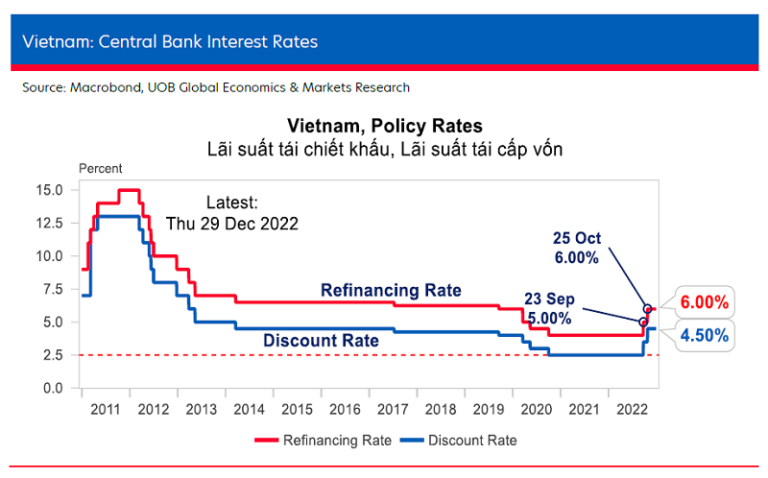 Vietnam: Central Bank Interest Rates
Source: Macrobond, UOB Global Economics & Markets Research
Vietnam, Policy Rates
Lãi suất tái chiết khấu, Lãi suất tái cấp vốn
Percent
15.0
12.5
10.0
7.5
5.0
2.5
0.0
Latest:
Thu 29 Dec 2022
25 Oct
6.00%
Refinancing Rate
23 Sep
5.00%
6.00%
Discount Rate
4.50%
2011 2012 2013 2014 2015 2016 2017 2018 2019 2020 2021 2022
Refinancing Rate Discount Rate